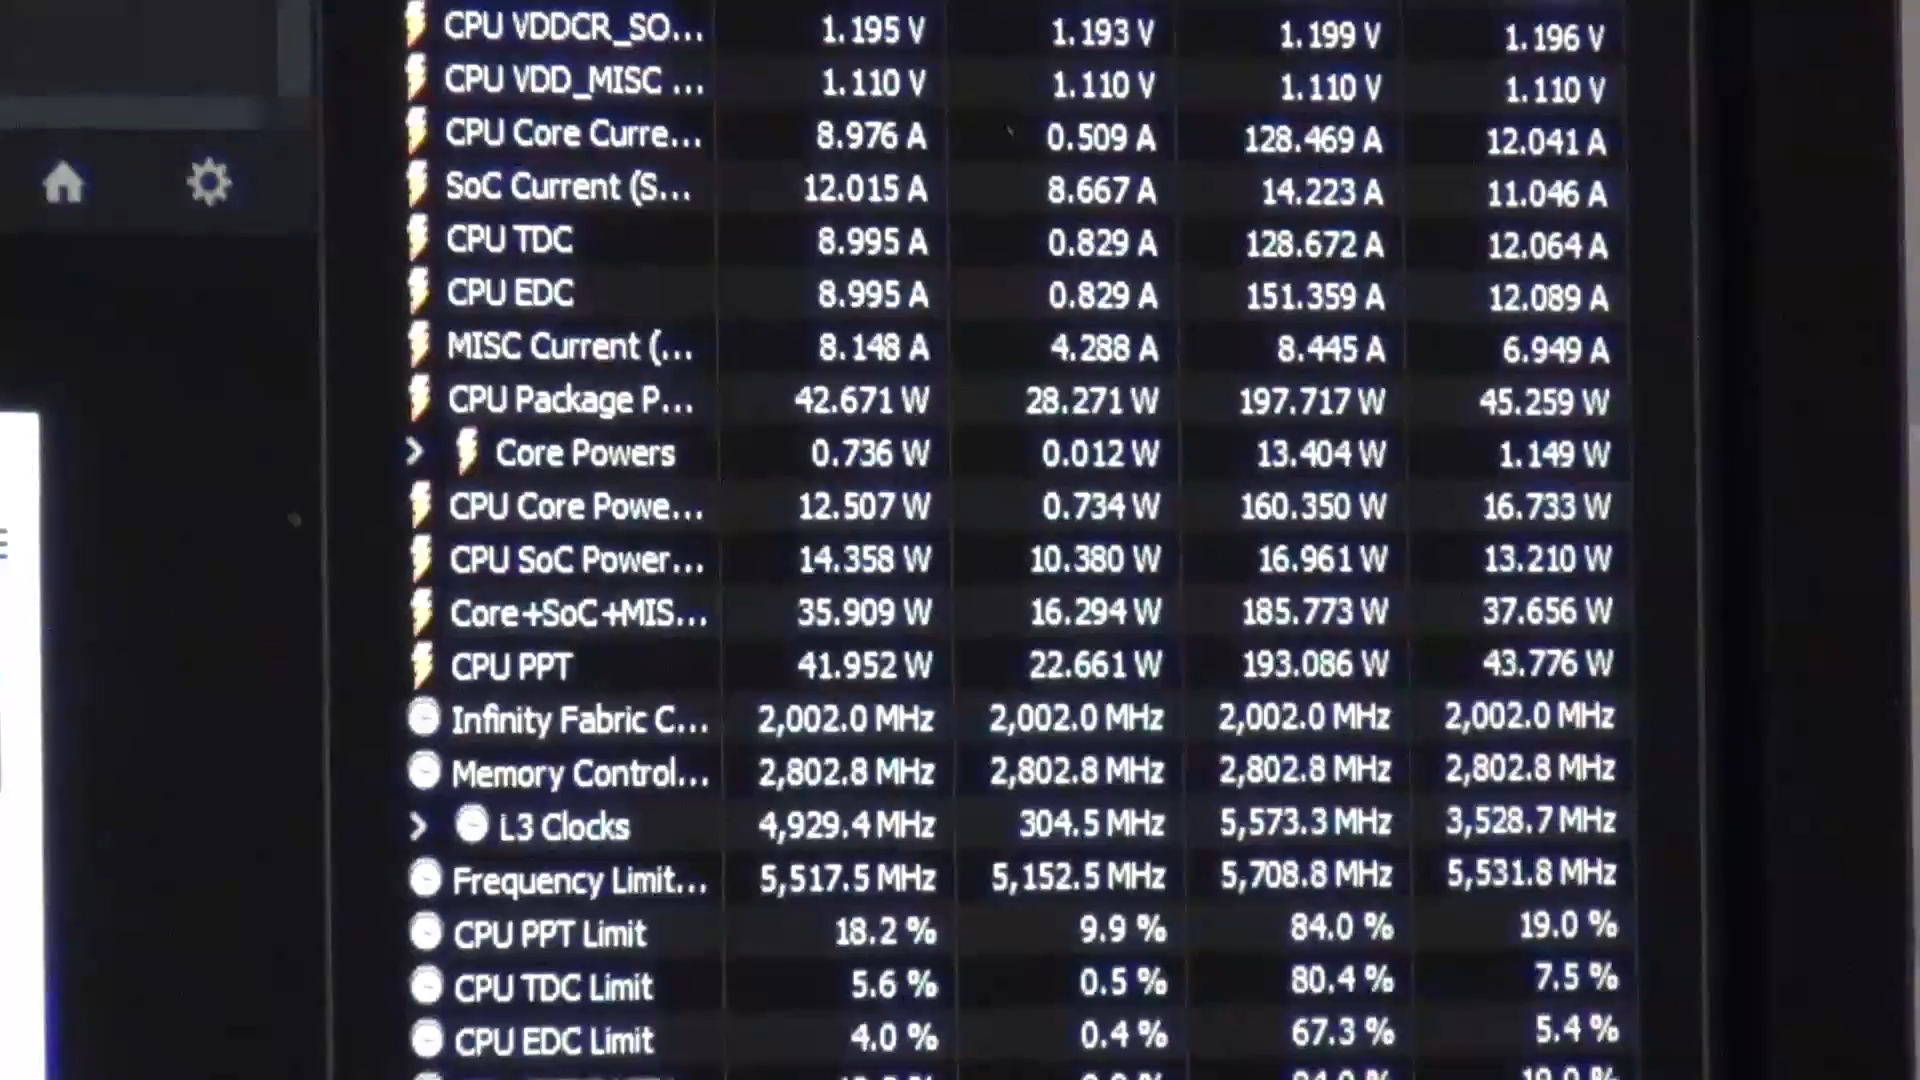 CPU VDDCR_SO... 1.195 V 1.193 V 1.199 V 1.196 V
CPU VDD_MISC ... 1.110 V 1.110 V 1.110 V 1.110 V
CPU Core Curre... 8.976 A 0.509 A 128.469 A 12.041 A
SoC Current (S... 12.015 A 8.667 A 14.223 A 11.046 A
CPU TDC 8.995 A 0.829 A 128.672 A 12.064 A
CPU EDC 8.995 A 0.829 A 151.359 A 12.089 A
MISC Current (... 8.148 A 4.288 A 8.445 A 6.949 A
CPU Package P... 42.671 W 28.271 W 197.717 W 45.259 W
Core Powers 0.736 W 0.012 W 13.404 W 1.149 W
CPU Core Powe... 12.507 W 0.734 W 160.350 W 16.733 W
CPU SoC Power... 14.358 W 10.380 W 16.961 W 13.210 W
Core+SoC+MIS... 35.909 W 16.294 W 185.773 W 37.656 W
CPU PPT 41.952 W 22.661 W 193.086 W 43.776 W
Infinity Fabric C... 2,002.0 MHz 2,002.0 MHz 2,002.0 MHz 2,002.0 MHz
Memory Control... 2,802.8 MHz 2,802.8 MHz 2,802.8 MHz 2,802.8 MHz
L3 Clocks 4,929.4 MHz 304.5 MHz 5,573.3 MHz 3,528.7 MHz
Frequency Limit... 5,517.5 MHz 5,152.5 MHz 5,708.8 MHz 5,531.8 MHz
CPU PPT Limit 18.2 % 9.9 % 84.0 % 19.0 %
CPU TDC Limit 5.6 % 0.5 % 80.4 % 7.5 %
CPU EDC Limit 4.0 % 0.4 % 67.3 % 5.4 %